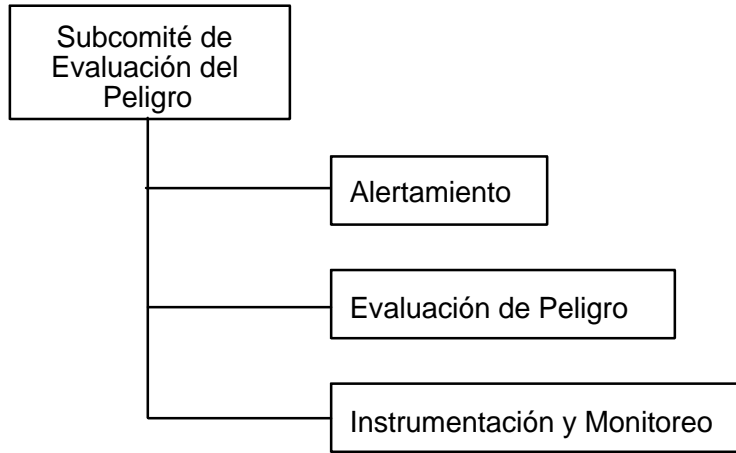 Subcomité de
Evaluación del
Peligro
Alertamiento
Evaluación de Peligro
Instrumentación y Monitoreo